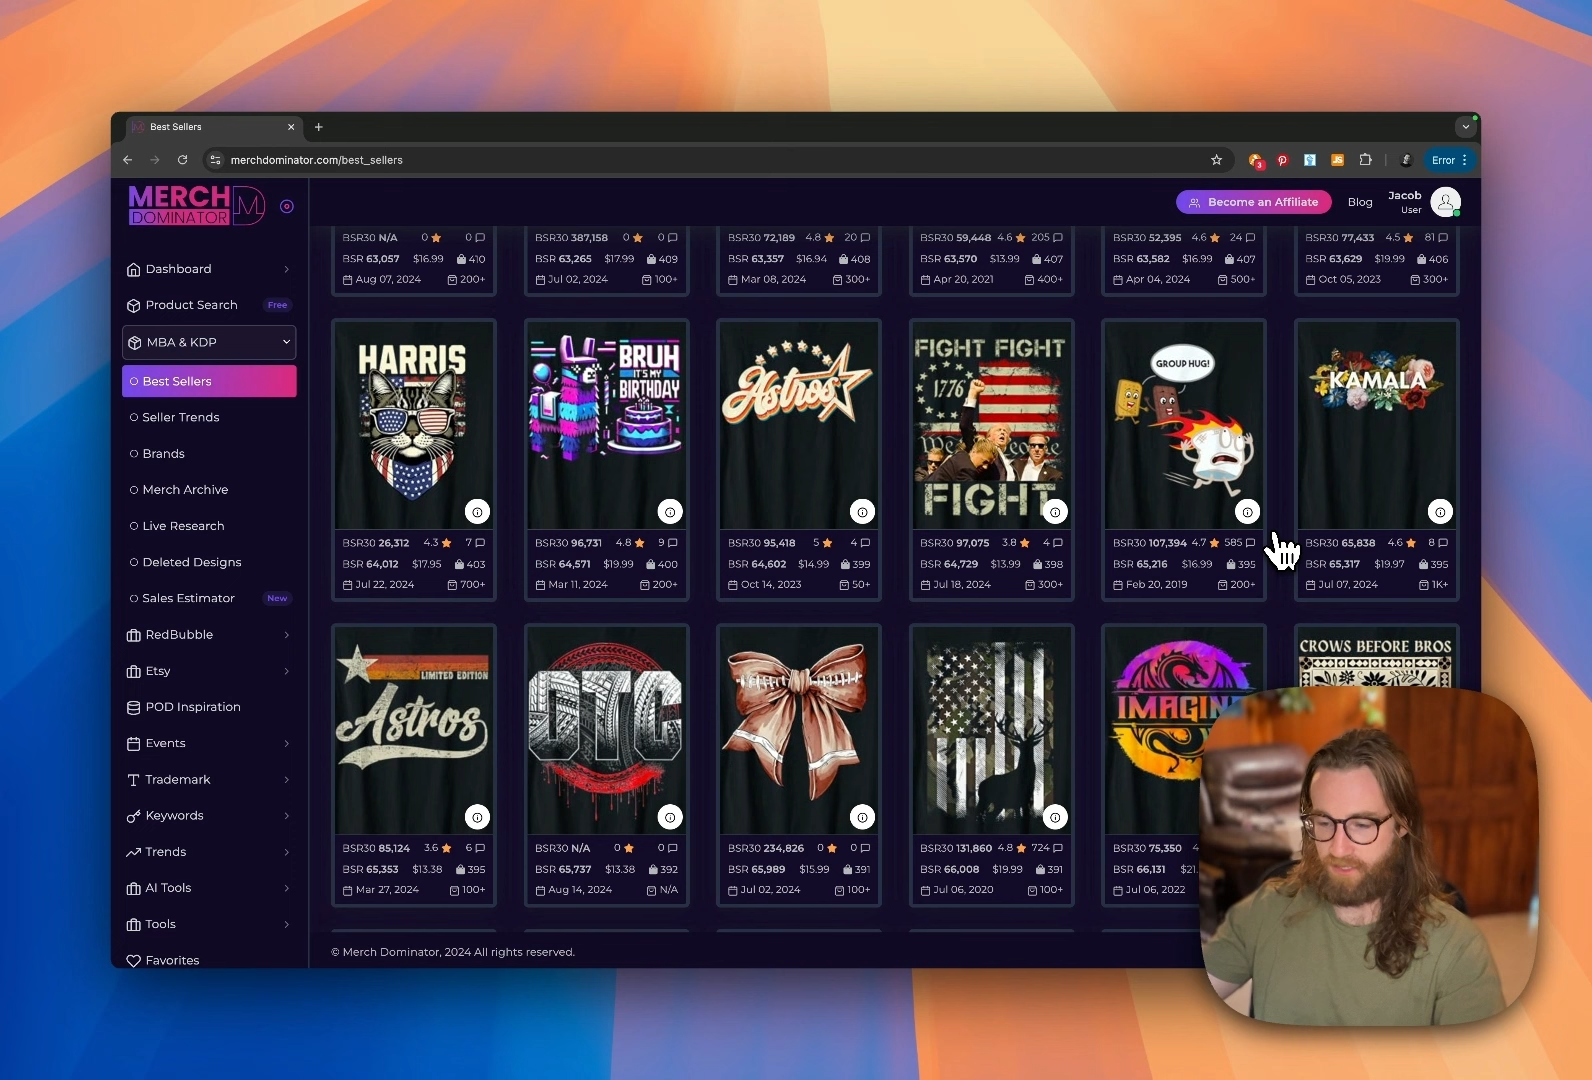 Best Sellers
merchdominator.com/best_sellers
3
JS
Error
MERCH
DOMINATOR
Become an Affiliate
Blog
Jacob
User
Dashboard
Product Search Free
MBA & KDP
Best Sellers
Seller Trends
Brands
Merch Archive
Live Research
Deleted Designs
Sales Estimator New
RedBubble
Etsy
POD Inspiration
Events
Trademark
Keywords
Trends
AI Tools
Tools
Favorites
BSR30 N/A 0 0
BSR 63,057 $16.99 410
Aug 07, 2024 200+
BSR30 387,158 0 0
BSR 63,265 $17.99 409
Jul 02, 2024 100+
BSR30 72,189 4.8 20
BSR 63,357 $16.94 408
Mar 08, 2024 300+
BSR30 59,448 4.6 205
BSR 63,570 $13.99 407
Apr 20, 2021 400+
BSR30 52,395 4.6 24
BSR 63,582 $16.99 407
Apr 04, 2024 500+
BSR30 77,433 4.5 81
BSR 63,629 $19.99 406
Oct 05, 2023 300+
HARRIS
BSR30 26,312 4.3 7
BSR 64,012 $17.95 403
Jul 22, 2024 700+
BRUH
IT'S MY
BIRTHDAY
BSR30 96,731 4.8 9
BSR 64,571 $19.99 400
Mar 11, 2024 200+
Astros
BSR30 95,418 5 4
BSR 64,602 $14.99 399
Oct 14, 2023 50+
FIGHT FIGHT
1776
We the People
FIGHT
BSR30 97,075 3.8 4
BSR 64,729 $13.99 398
Jul 18, 2024 300+
GROUP HUG!
BSR30 107,394 4.7 585
BSR 65,216 $16.99 395
Feb 20, 2019 200+
KAMALA
BSR30 65,838 4.6 8
BSR 65,317 $19.97 395
Jul 07, 2024 1K+
LIMITED EDITION
Astros
BSR30 85,124 3.6 6
BSR 65,353 $13.38 395
Mar 27, 2024 100+
OTC
BSR30 N/A 0 0
BSR 65,737 $13.38 392
Aug 14, 2024 N/A
BSR30 234,826 0 0
BSR 65,989 $15.99 391
Jul 02, 2024 100+
BSR30 131,860 4.8 724
BSR 66,008 $19.99 391
Jul 06, 2020 100+
IMAGIN
BSR30 75,350 4
BSR 66,131 $21.
Jul 06, 2022
CROWS BEFORE BROS
© Merch Dominator, 2024 All rights reserved.